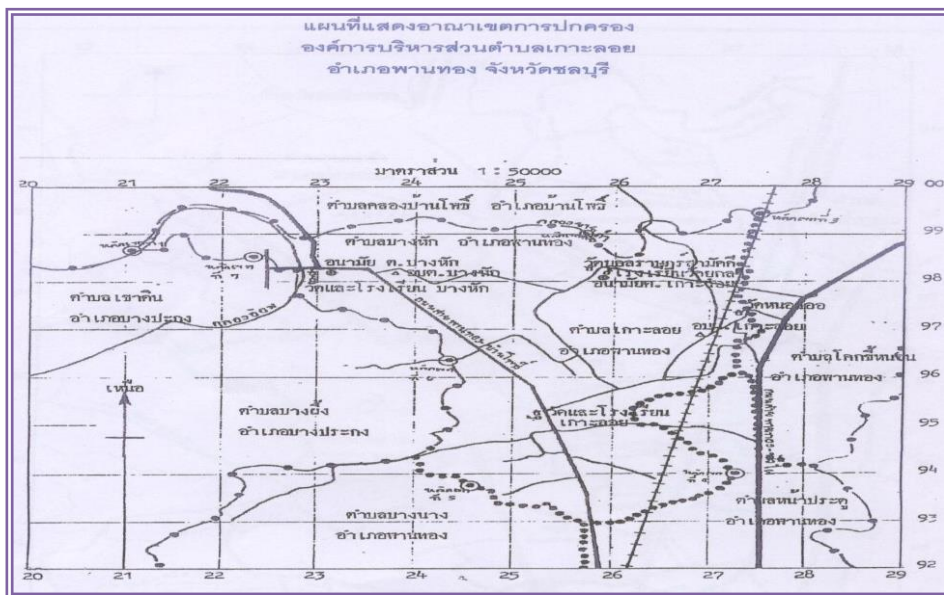 แผนที่แสดงอาณาเขตการปกครอง
องค์การบริหารส่วนตำบลเกาะลอย
อำเภอพานทอง จังหวัดชลบุรี
มาตราส่วน 1 : 50000
20 21 22 23 24 25 26 27 28 29
00
ตำบลคลองบ้านโพธิ์ อำเภอบ้านโพธิ์
99
ตำบลบางหัก อำเภอพานทอง
อนามัย ต.บางหัก
อบต.บางหัก
98
วัดและโรงเรียน บางหัก
ตำบลเขาดิน
อำเภอบางปะกง
97
ตำบลเกาะลอย
อำเภอพานทอง
96
เหนือ
95
ตำบลบางผึ้ง
อำเภอบางปะกง
วัดและโรงเรียน
เกาะลอย
94
อำเภอพานทอง
ตำบลบางนาง
อำเภอพานทอง
ตำบลหน้าประดู่
อำเภอพานทอง
93
92
20 21 22 23 24 25 26 27 28 29